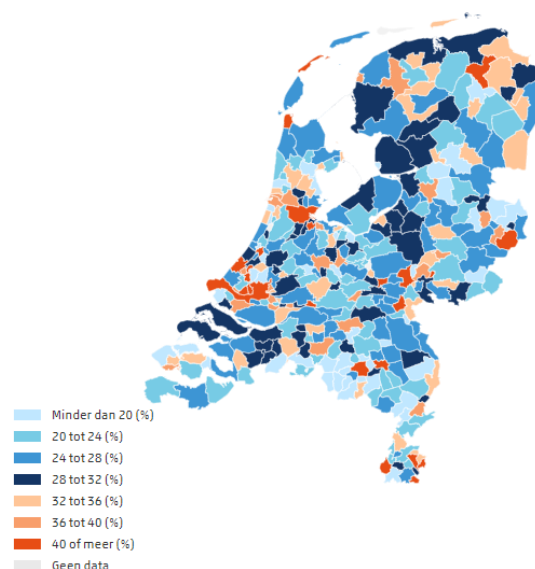 Minder dan 20 (%)
20 tot 24 (%)
24 tot 28 (%)
28 tot 32 (%)
32 tot 36 (%)
36 tot 40 (%)
40 of meer (%)
Geen data